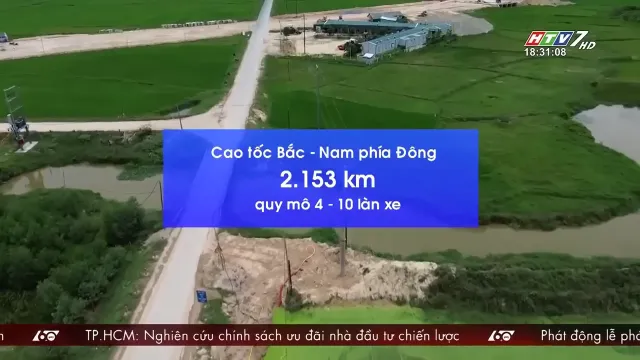 HTV7 HD
18:31:08
Cao tốc Bắc - Nam phía Đông
2.153 km
quy mô 4 - 10 làn xe
TP.HCM: Nghiên cứu chính sách ưu đãi nhà đầu tư chiến lược
Phát động lễ phó